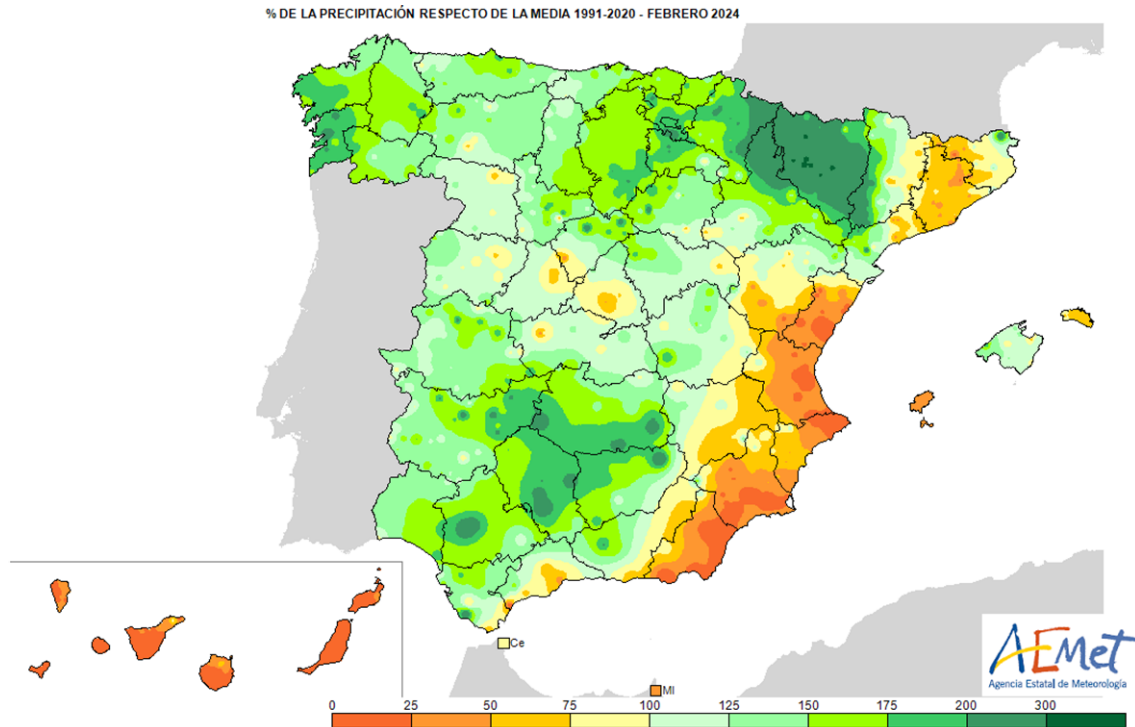 % DE LA PRECIPITACIÓN RESPECTO DE LA MEDIA 1991-2020 - FEBRERO 2024
Ce
Ml
AEMet
Agencia Estatal de Meteorología
0 25 50 75 100 125 150 175 200 300